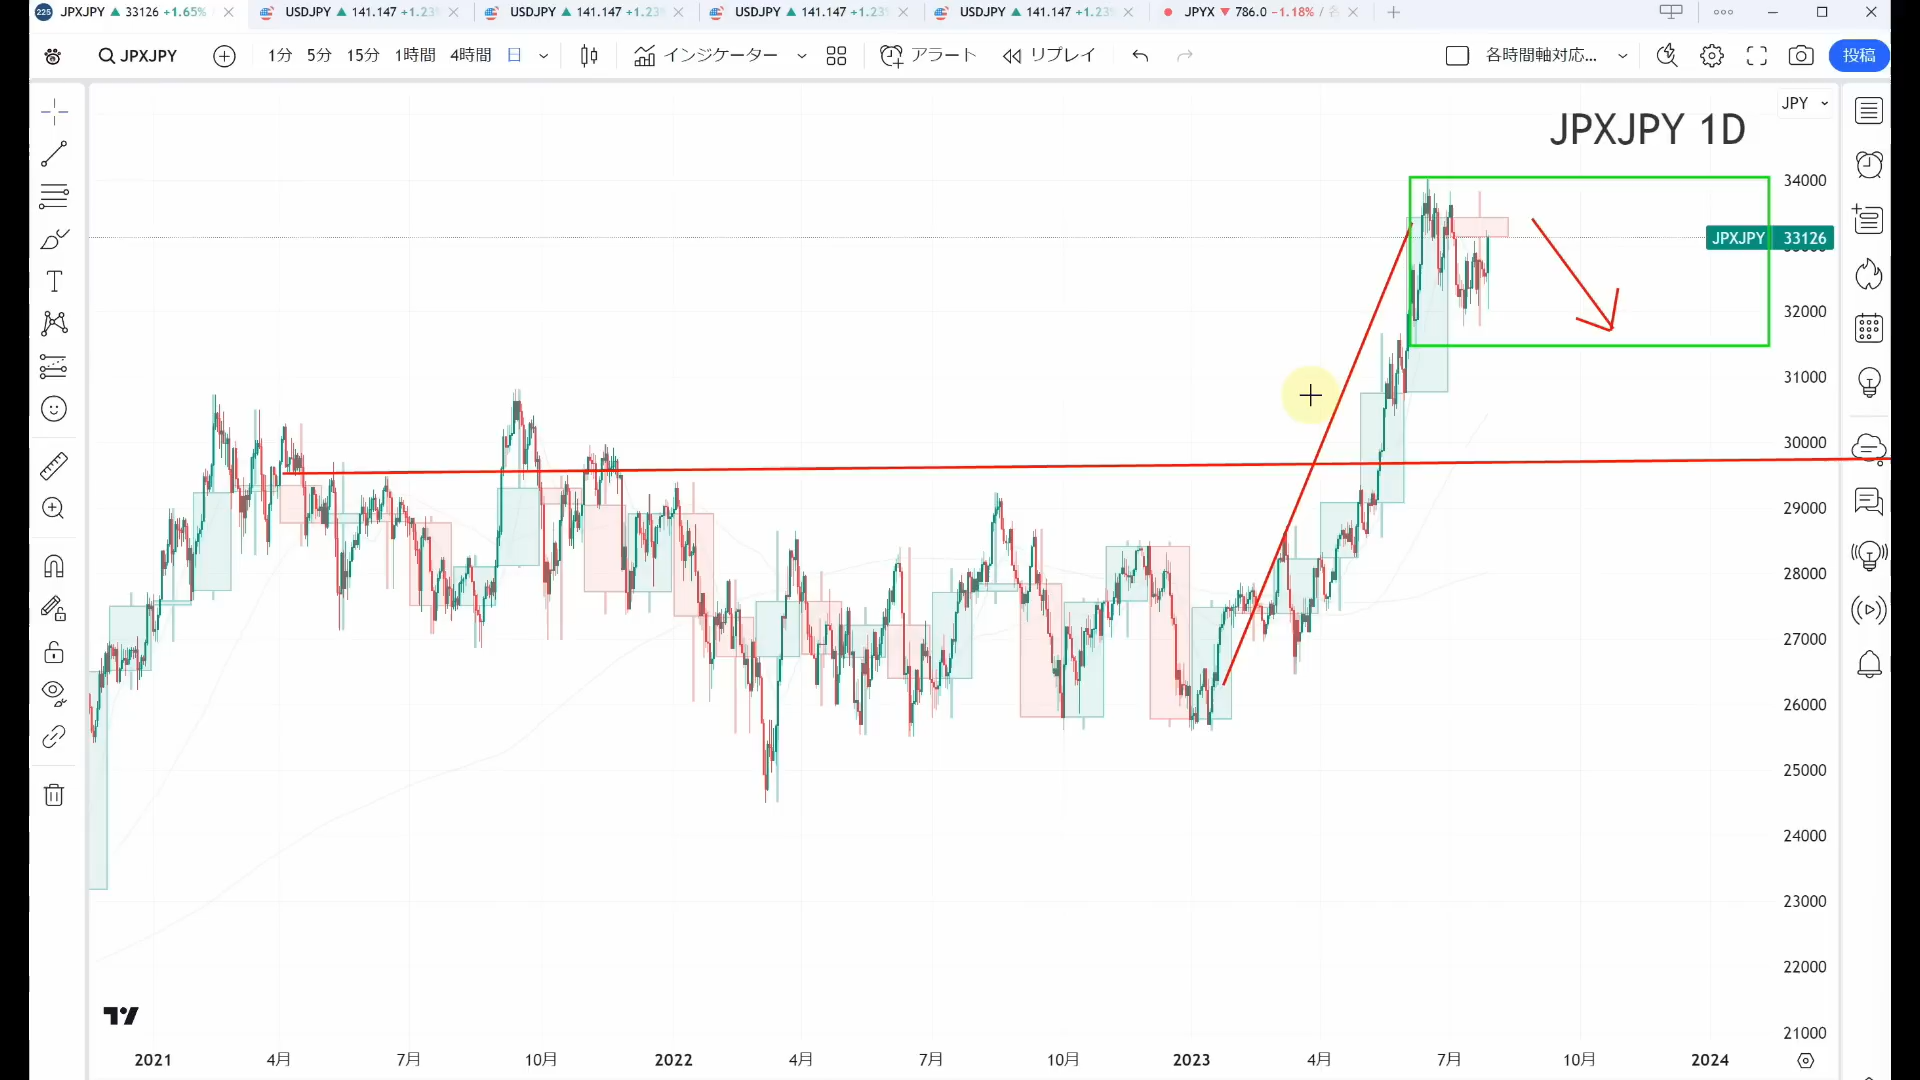 225 JPXJPY ▲ 33126 +1.65% /
USDJPY ▲ 141.147 +1.23
USDJPY ▲ 141.147 +1.23
USDJPY ▲ 141.147 +1.23
USDJPY ▲ 141.147 +1.23
JPYX ▼ 786.0 −1.18% /
JPXJPY 1分 5分 15分 1時間 4時間 日 インジケーター アラート リプレイ 各時間軸対応... 投稿
JPY
JPXJPY 1D
34000
JPXJPY 33126
32000
31000
30000
29000
28000
27000
26000
25000
24000
23000
22000
21000
2021 4月 7月 10月 2022 4月 7月 10月 2023 4月 7月 10月 2024